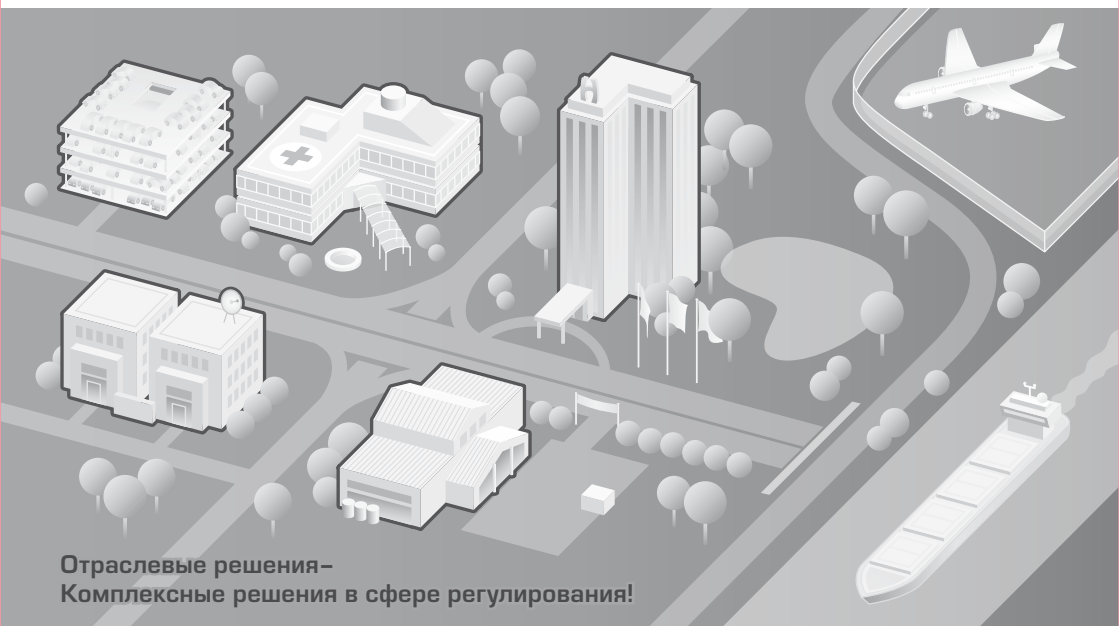 Отраслевые решения–
Комплексные решения в сфере регулирования!